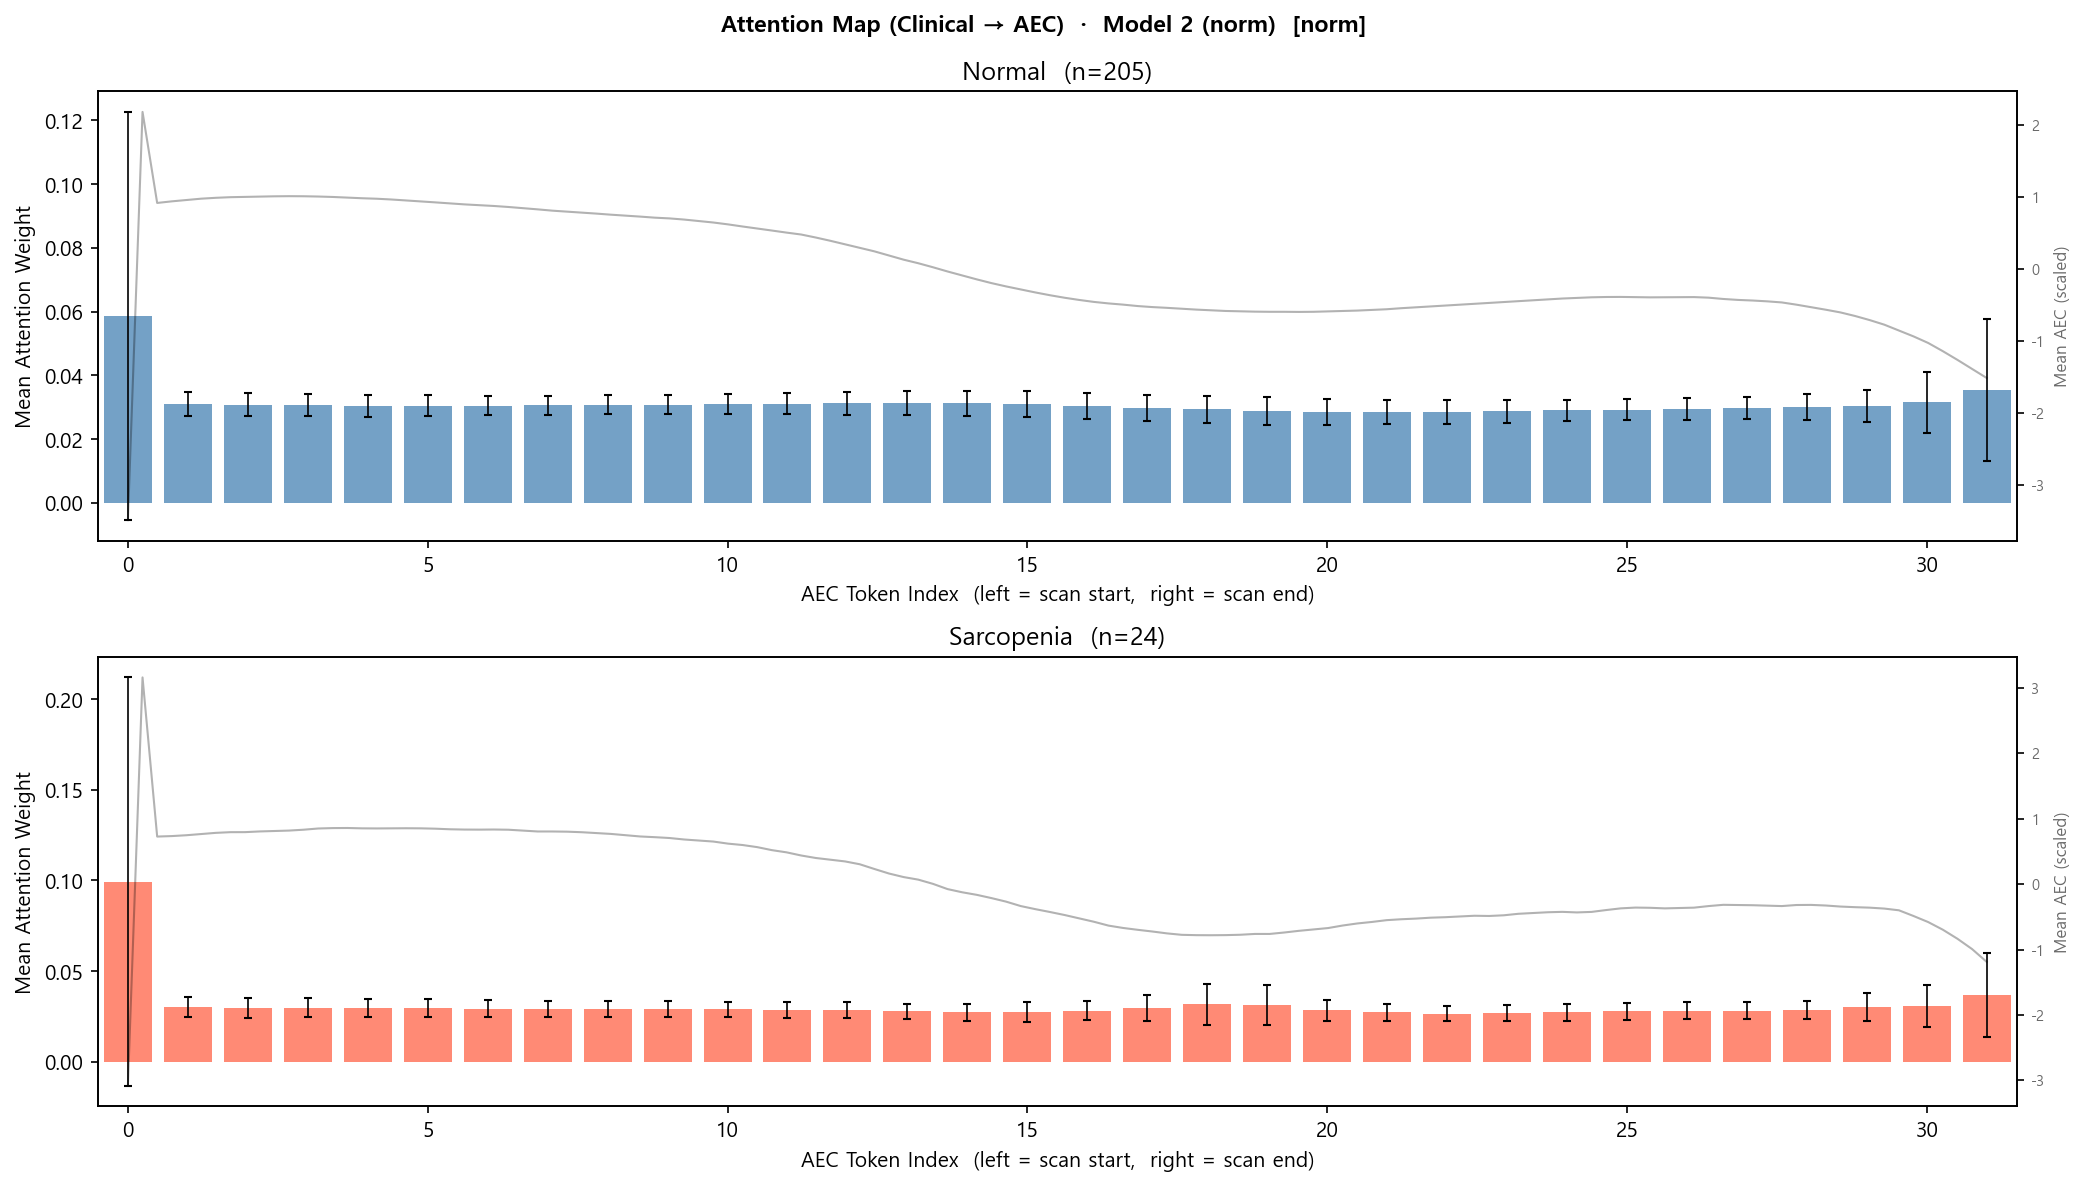 Attention Map (Clinical → AEC)  ·  Model 2 (norm)  [norm]
Normal  (n=205)
Mean Attention Weight
0.12
0.10
0.08
0.06
0.04
0.02
0.00
2
1
0
-1
-2
-3
Mean AEC (scaled)
0 5 10 15 20 25 30
AEC Token Index  (left = scan start,  right = scan end)
Sarcopenia  (n=24)
Mean Attention Weight
0.20
0.15
0.10
0.05
0.00
3
2
1
0
-1
-2
-3
Mean AEC (scaled)
0 5 10 15 20 25 30
AEC Token Index  (left = scan start,  right = scan end)